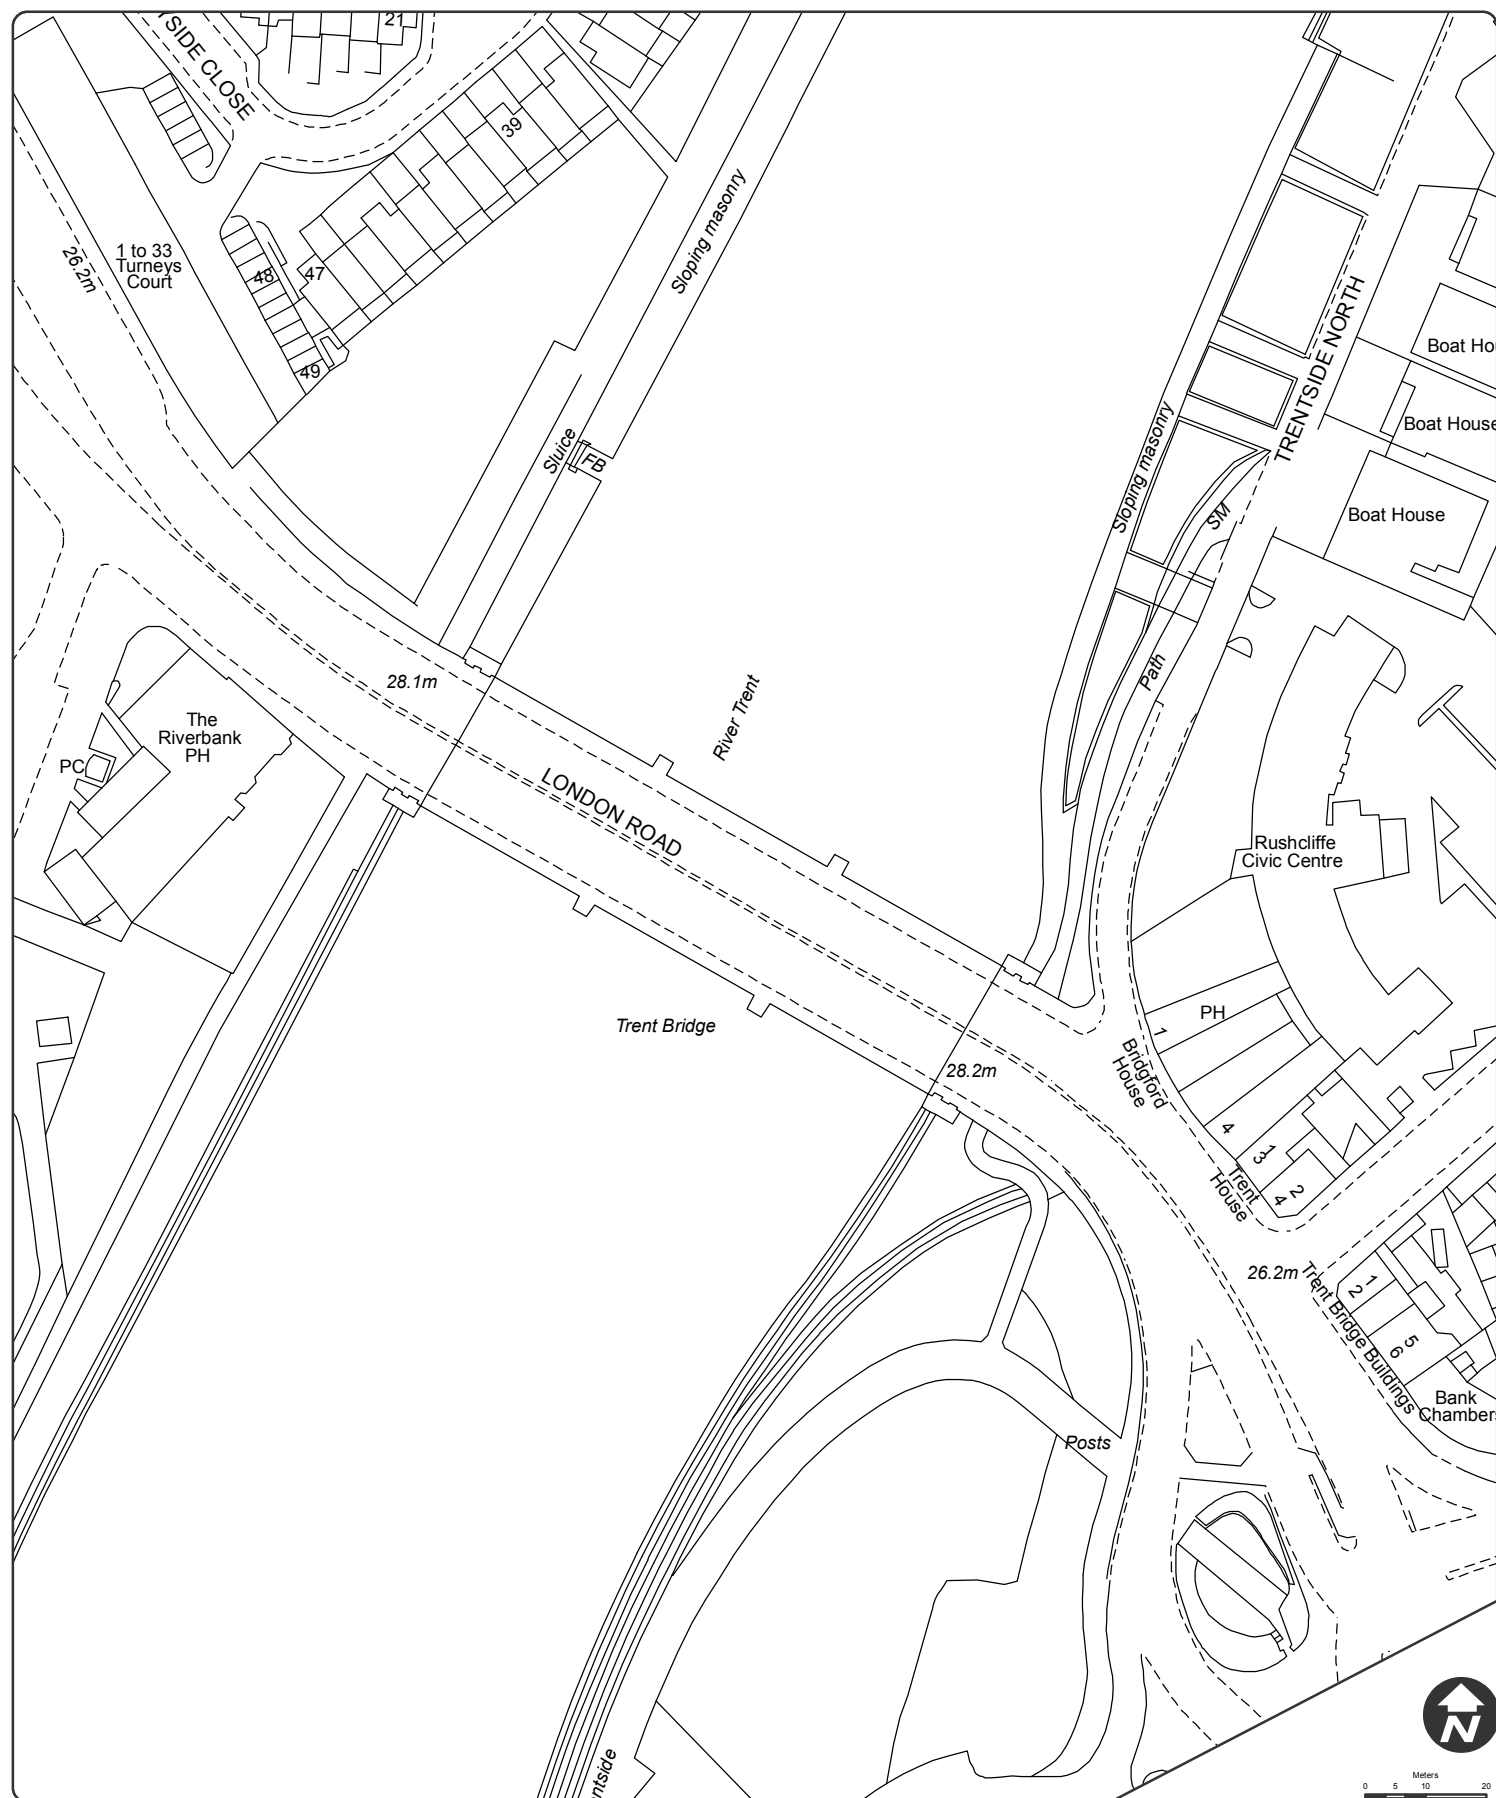 21
YSIDE CLOSE
39
Sloping masonry
26.2m
1 to 33
Turneys
Court
48
47
49
TRENTSIDE NORTH
Boat Ho
Boat House
Sluice
FB
Sloping masonry
SM
Boat House
Path
28.1m
River Trent
The
Riverbank
PH
PC
LONDON ROAD
Rushcliffe
Civic Centre
Trent Bridge
PH
1
Bridgford
House
28.2m
4
1
3
2
4
Trent
House
26.2m
1
2
5
6
Trent Bridge Buildings
Bank
Chambers
Posts
ntside
N
Meters
0 5 10 20